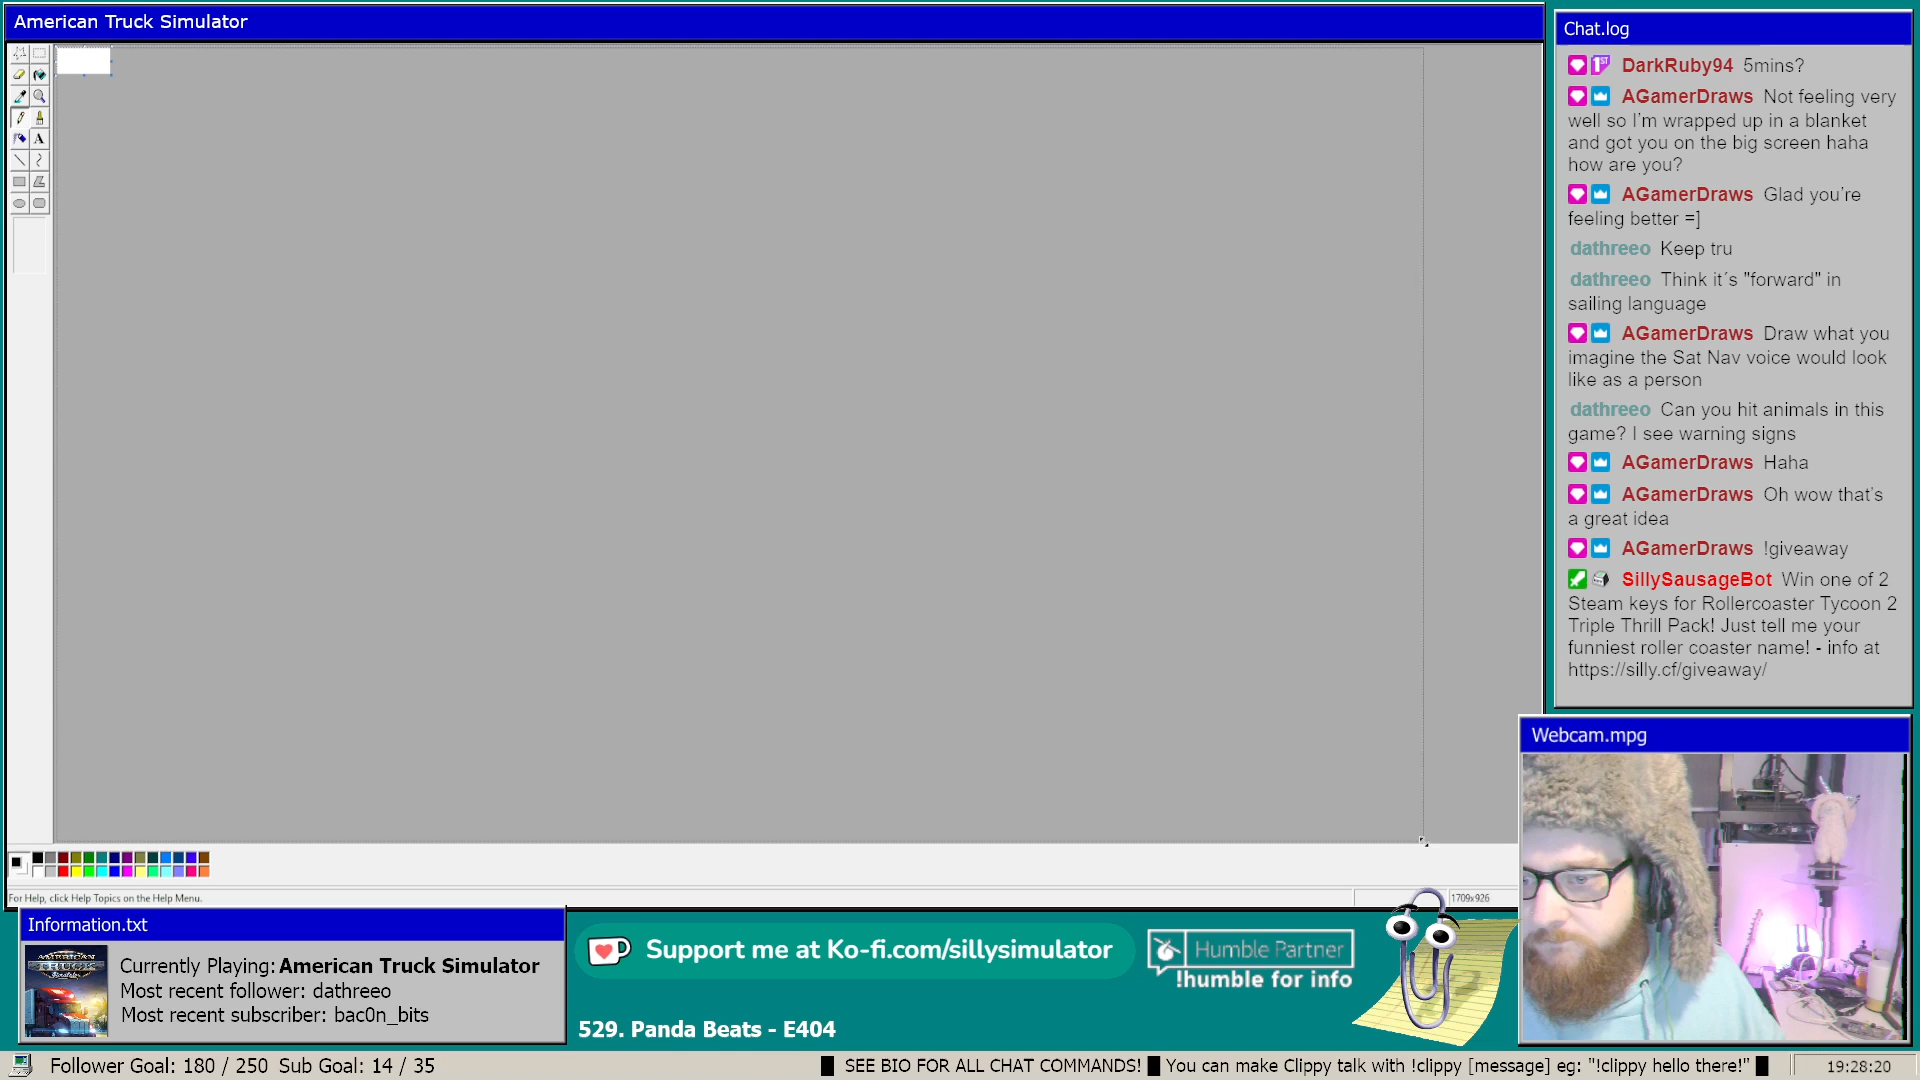 American Truck Simulator
A
For Help, click Help Topics on the Help Menu.
1709x926
Chat.log
1ST DarkRuby94 5mins?
AGamerDraws Not feeling very
well so I'm wrapped up in a blanket
and got you on the big screen haha
how are you?
AGamerDraws Glad you're
feeling better =]
dathreeo Keep tru
dathreeo Think it´s "forward" in
sailing language
AGamerDraws Draw what you
imagine the Sat Nav voice would look
like as a person
dathreeo Can you hit animals in this
game? I see warning signs
AGamerDraws Haha
AGamerDraws Oh wow that's
a great idea
AGamerDraws !giveaway
SillySausageBot Win one of 2
Steam keys for Rollercoaster Tycoon 2
Triple Thrill Pack! Just tell me your
funniest roller coaster name! - info at
https://silly.cf/giveaway/
Webcam.mpg
Information.txt
AMERICAN
TRUCK
Simulator
Currently Playing: American Truck Simulator
Most recent follower: dathreeo
Most recent subscriber: bac0n_bits
Support me at Ko-fi.com/sillysimulator
Humble Partner
!humble for info
529. Panda Beats - E404
Follower Goal: 180 / 250 Sub Goal: 14 / 35
SEE BIO FOR ALL CHAT COMMANDS! You can make Clippy talk with !clippy [message] eg: "!clippy hello there!"
19:28:20